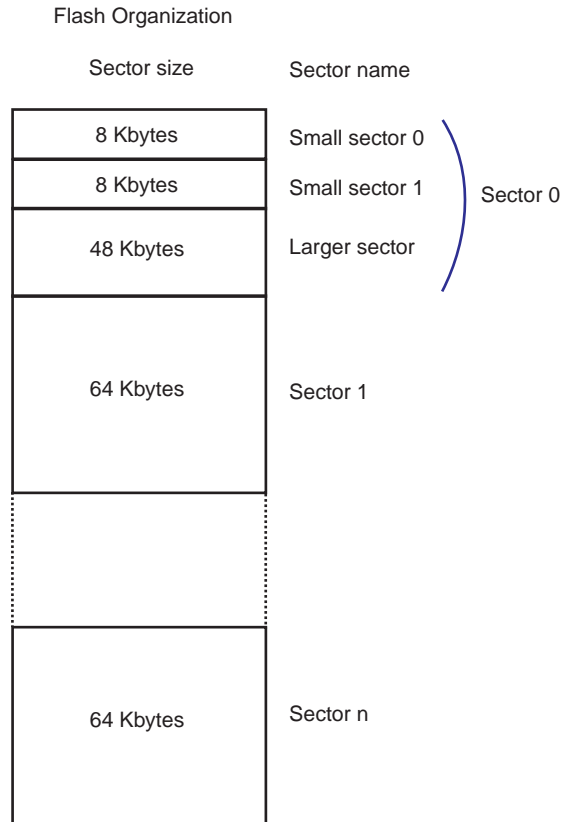 Flash Organization
Sector size Sector name
8 Kbytes Small sector 0
8 Kbytes Small sector 1 Sector 0
48 Kbytes Larger sector
64 Kbytes Sector 1
64 Kbytes Sector n